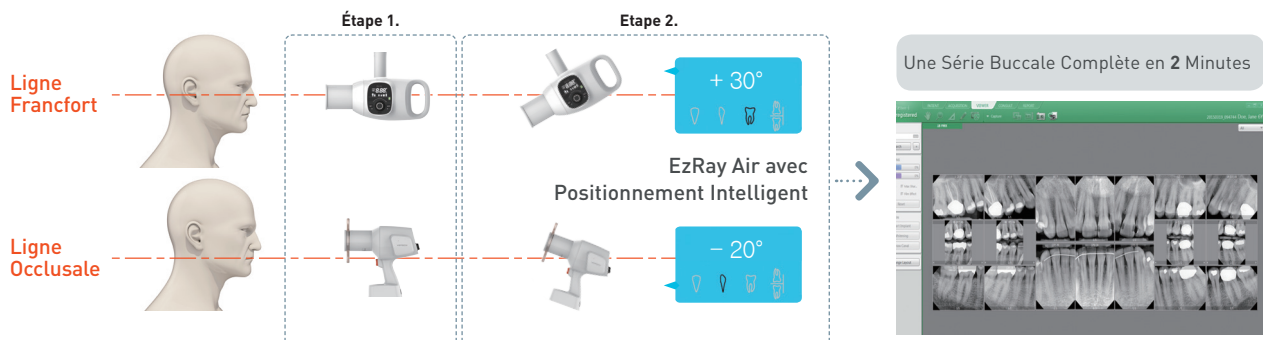 Étape 1.
Etape 2.
Ligne
Francfort
+ 30°
Une Série Buccale Complète en 2 Minutes
EzRay Air avec
Positionnement Intelligent
Ligne
Occlusale
− 20°